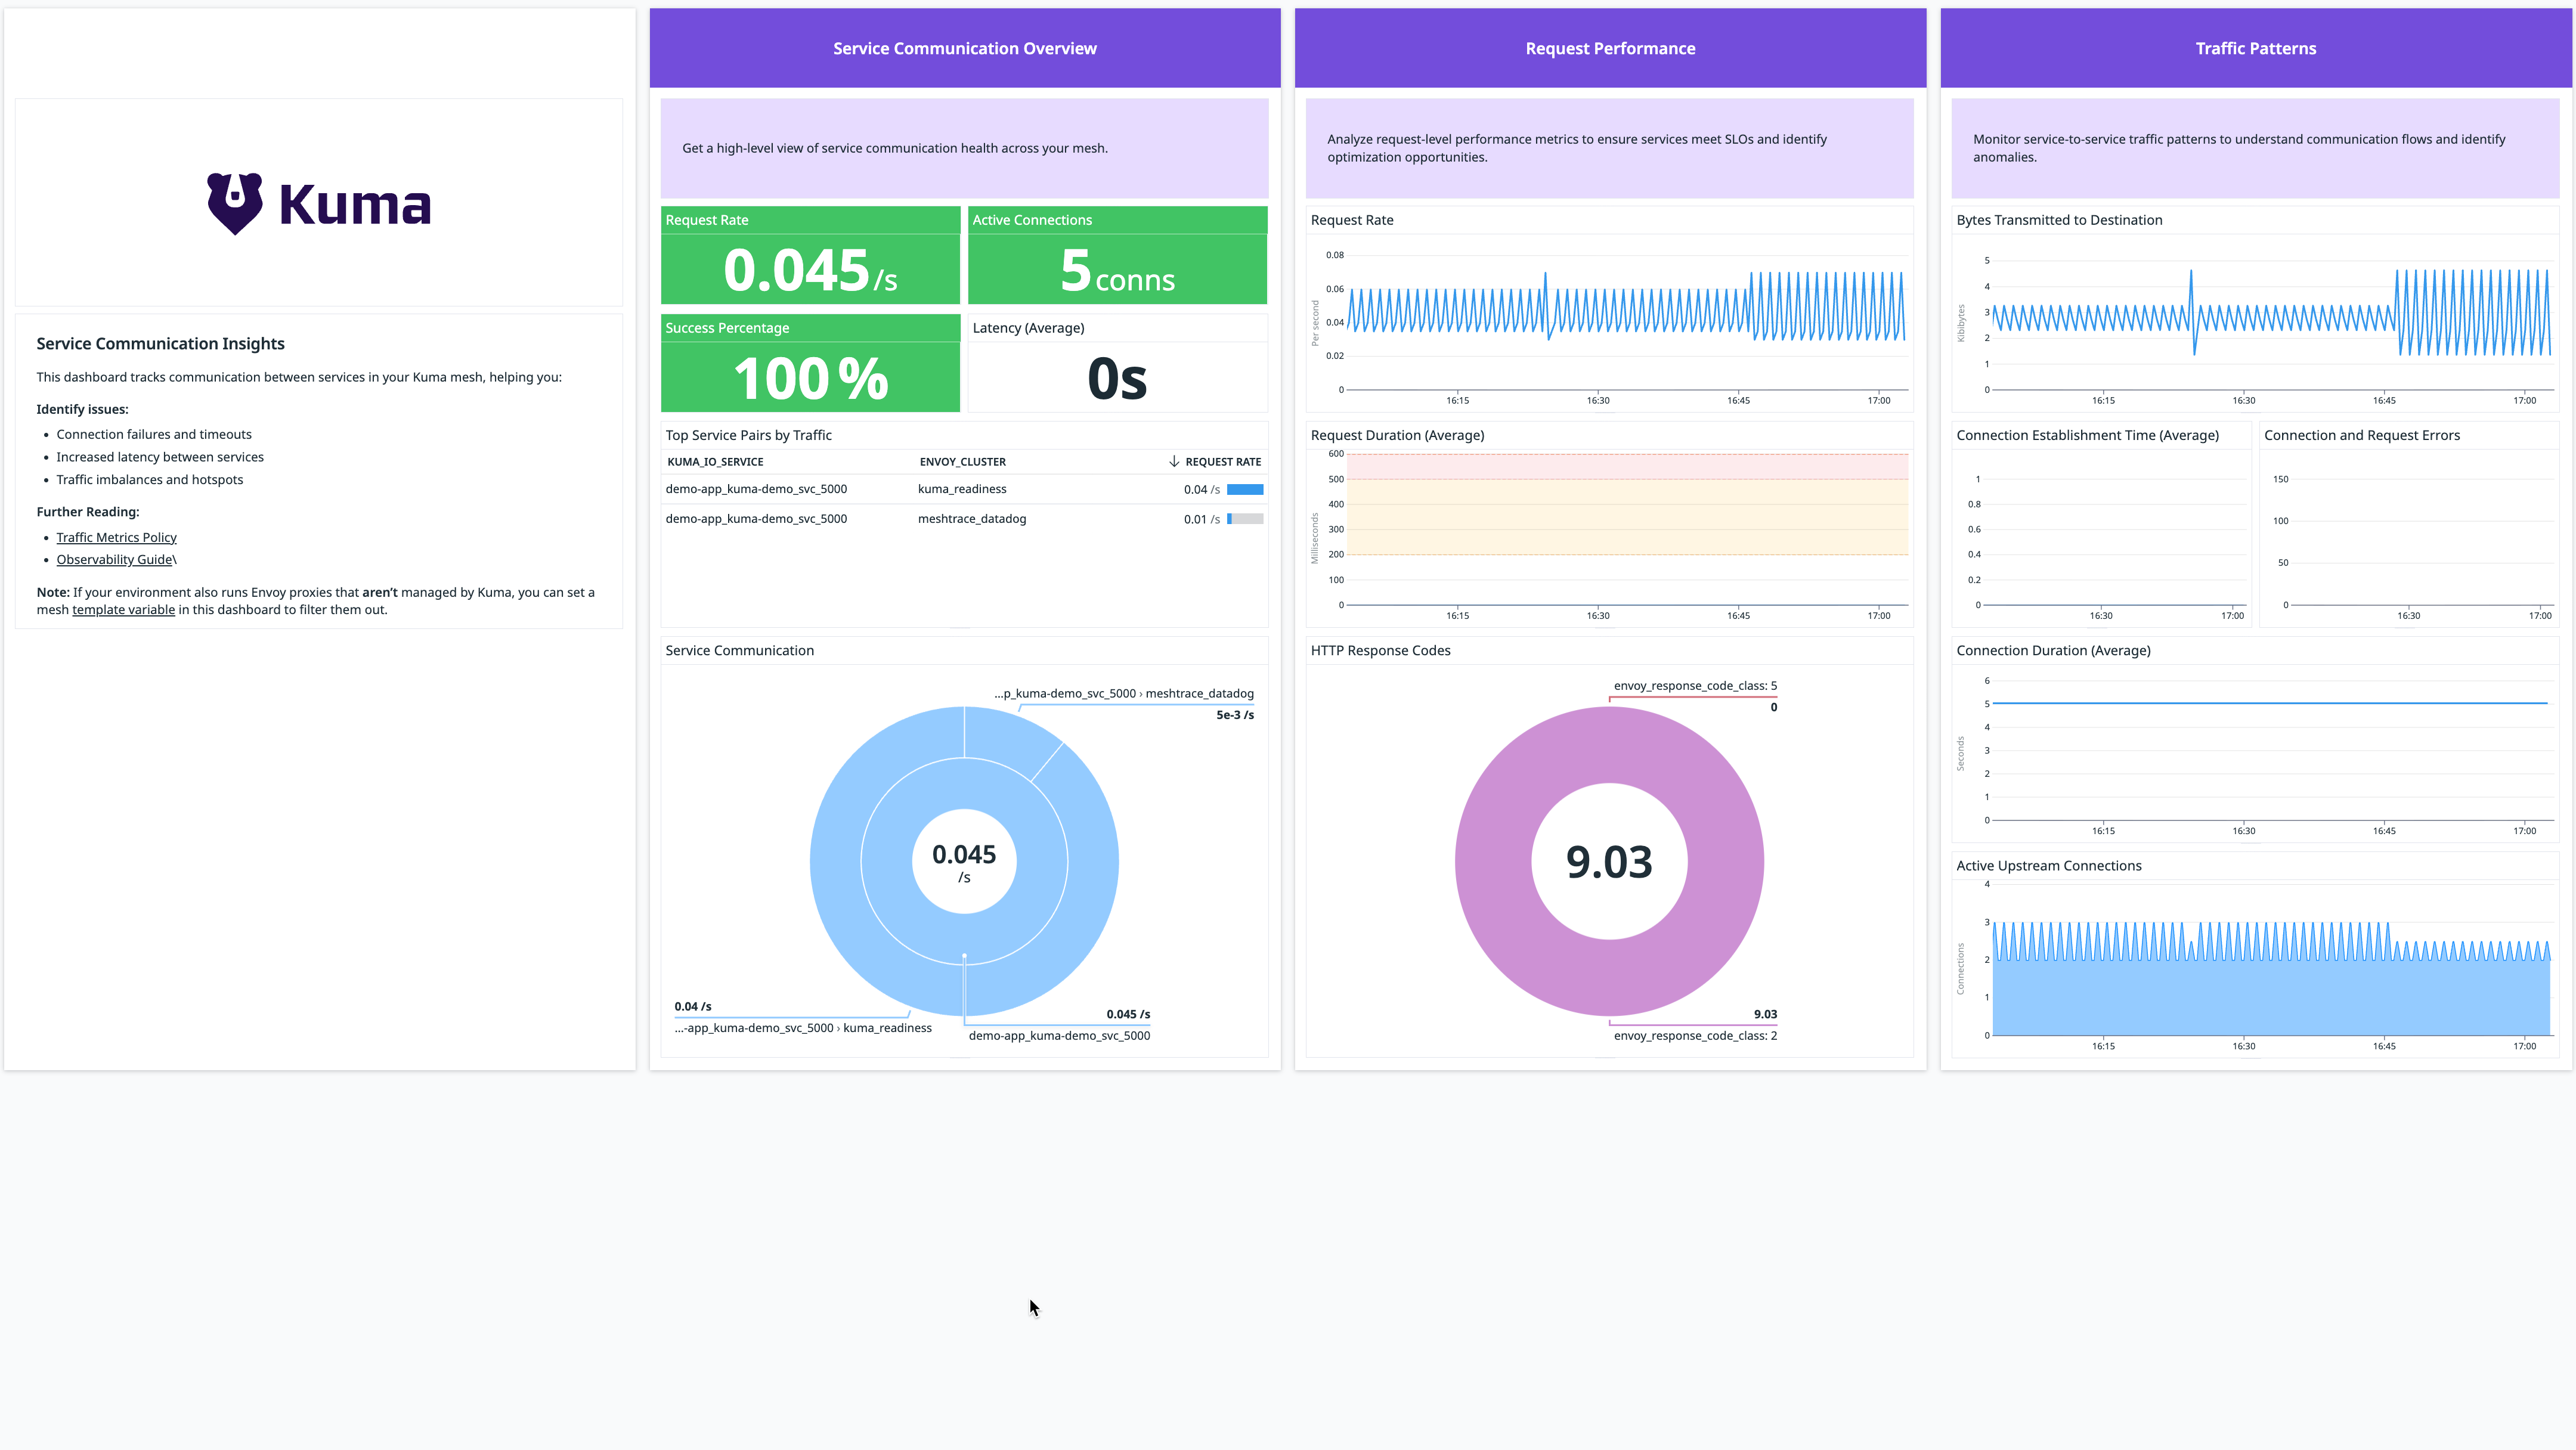 Kuma
Service Communication Insights
This dashboard tracks communication between services in your Kuma mesh, helping you:
Identify issues:
• Connection failures and timeouts
• Increased latency between services
• Traffic imbalances and hotspots
Further Reading:
• Traffic Metrics Policy
• Observability Guide\
Note: If your environment also runs Envoy proxies that aren’t managed by Kuma, you can set a
mesh template variable in this dashboard to filter them out.
Service Communication Overview
Get a high-level view of service communication health across your mesh.
Request Rate
0.045/s
Active Connections
5 conns
Success Percentage
100 %
Latency (Average)
0s
Top Service Pairs by Traffic
KUMA_IO_SERVICE ENVOY_CLUSTER ↓ REQUEST RATE
demo-app_kuma-demo_svc_5000 kuma_readiness 0.04 /s
demo-app_kuma-demo_svc_5000 meshtrace_datadog 0.01 /s
Service Communication
...p_kuma-demo_svc_5000 › meshtrace_datadog
5e-3 /s
0.045
/s
0.04 /s
...-app_kuma-demo_svc_5000 › kuma_readiness
0.045 /s
demo-app_kuma-demo_svc_5000
Request Performance
Analyze request-level performance metrics to ensure services meet SLOs and identify
optimization opportunities.
Request Rate
Per second
0.08
0.06
0.04
0.02
0
16:15 16:30 16:45 17:00
Request Duration (Average)
Milliseconds
600
500
400
300
200
100
0
16:15 16:30 16:45 17:00
HTTP Response Codes
envoy_response_code_class: 5
0
9.03
9.03
envoy_response_code_class: 2
Traffic Patterns
Monitor service-to-service traffic patterns to understand communication flows and identify
anomalies.
Bytes Transmitted to Destination
Kibibytes
5
4
3
2
1
0
16:15 16:30 16:45 17:00
Connection Establishment Time (Average)
1
0.8
0.6
0.4
0.2
0
16:30 17:00
Connection and Request Errors
150
100
50
0
16:30 17:00
Connection Duration (Average)
Seconds
6
5
4
3
2
1
0
16:15 16:30 16:45 17:00
Active Upstream Connections
Connections
4
3
2
1
0
16:15 16:30 16:45 17:00